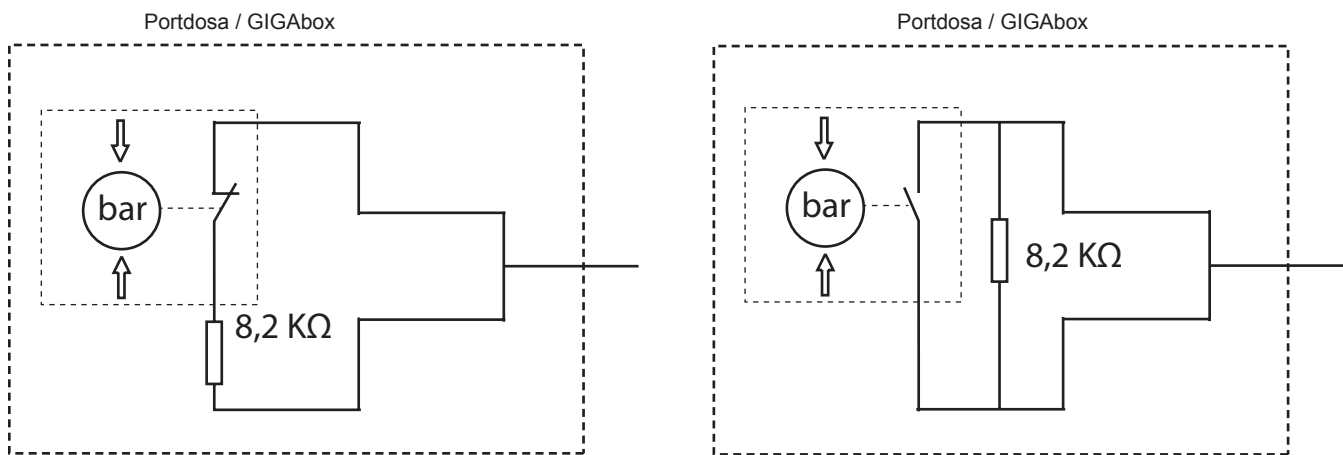 Portdosa / GIGAbox
bar
8,2 KΩ
Portdosa / GIGAbox
bar
8,2 KΩ